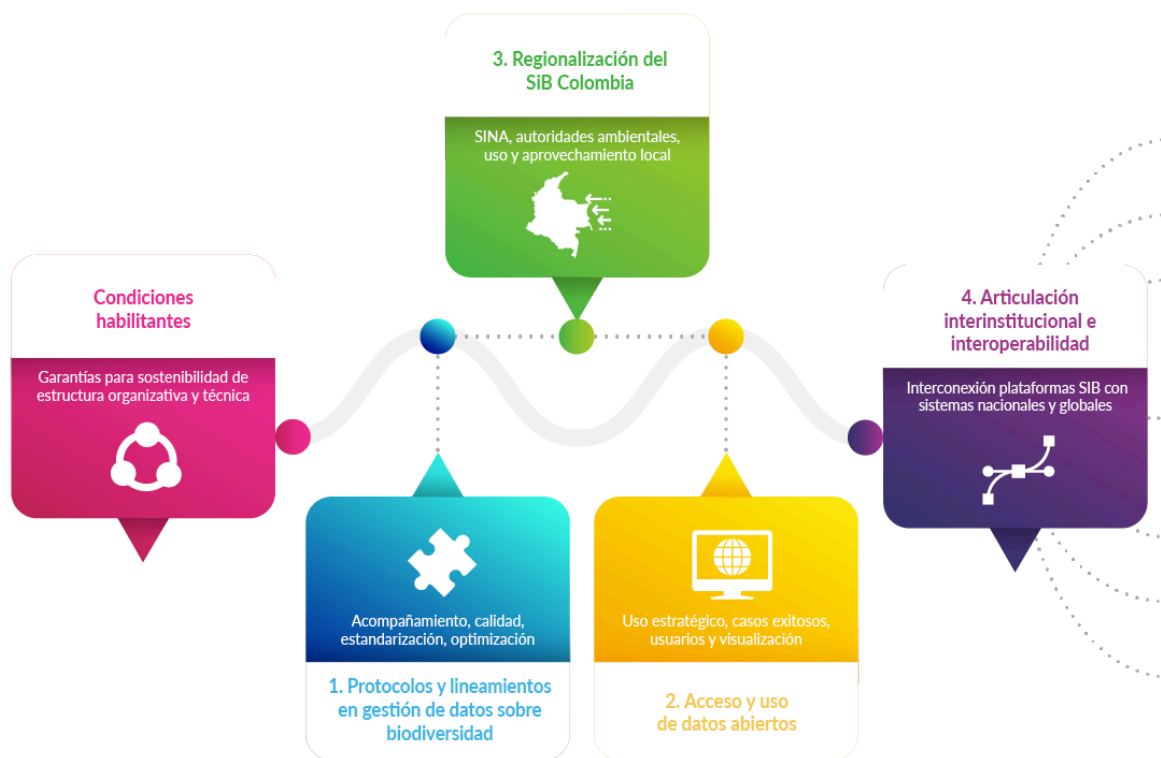 3. Regionalización del
SiB Colombia
SINA, autoridades ambientales,
uso y aprovechamiento local
Condiciones
habilitantes
Garantías para sostenibilidad de
estructura organizativa y técnica
4. Articulación
interinstitucional e
interoperabilidad
Interconexión plataformas SIB con
sistemas nacionales y globales
Acompañamiento, calidad,
estandarización, optimización
1. Protocolos y lineamientos
en gestión de datos sobre
biodiversidad
Uso estratégico, casos exitosos,
usuarios y visualización
2. Acceso y uso
de datos abiertos